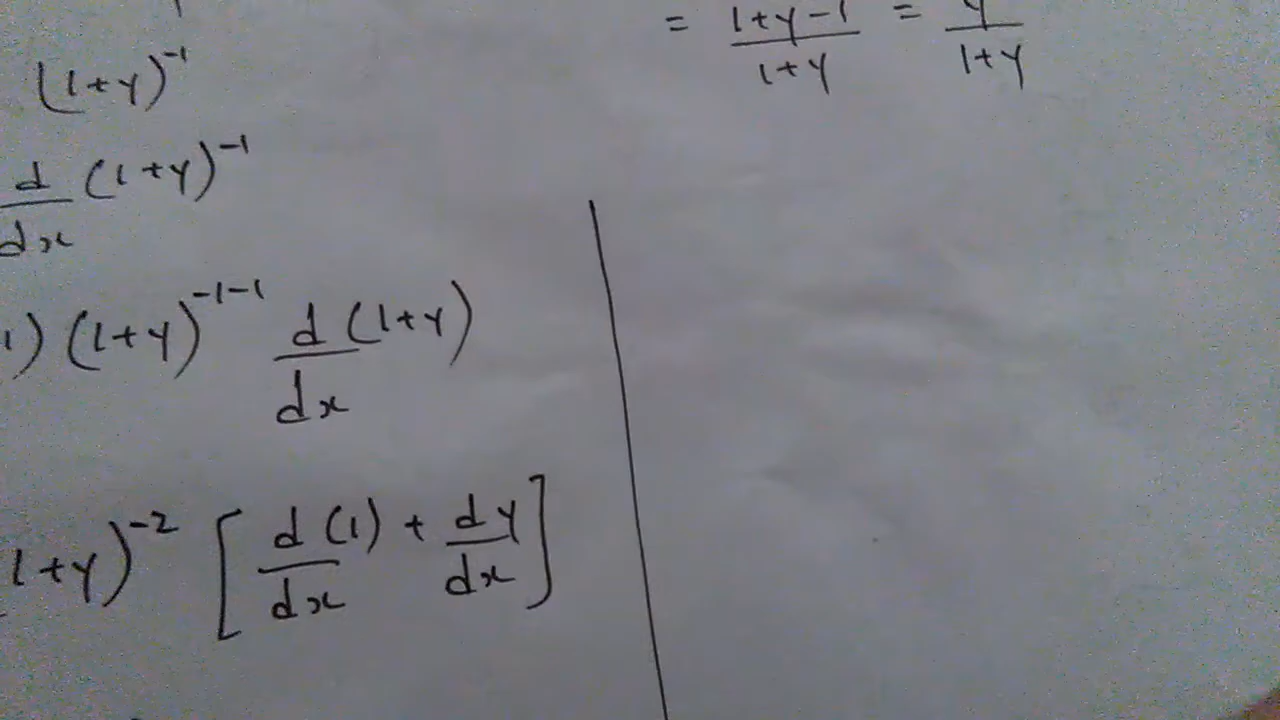 (1+y)^-1
d/dx (1+y)^-1
1) (1+y)^-1-1 d/dx (1+y)
1+y)^-2 [d/dx (1) + dy/dx]
= 1+y-1/1+y = y/1+y